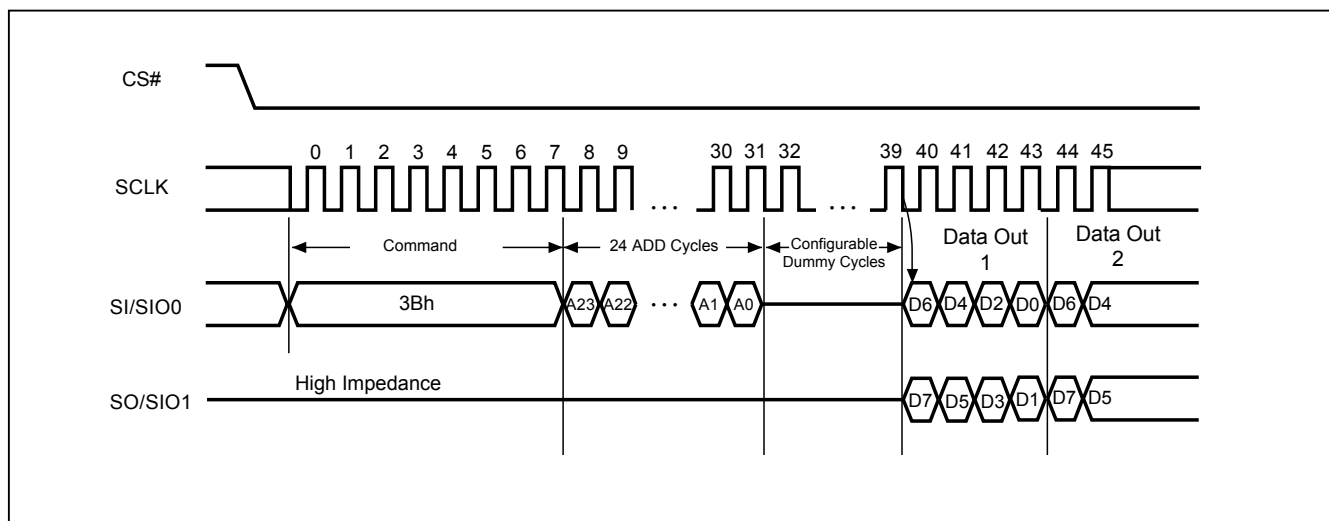 CS#
0 1 2 3 4 5 6 7 8 9 30 31 32 39 40 41 42 43 44 45
SCLK
... ...
Command 24 ADD Cycles Configurable Dummy Cycles Data Out 1 Data Out 2
SI/SIO0 3Bh A23 A22 ... A1 A0 D6 D4 D2 D0 D6 D4
High Impedance
SO/SIO1 D7 D5 D3 D1 D7 D5